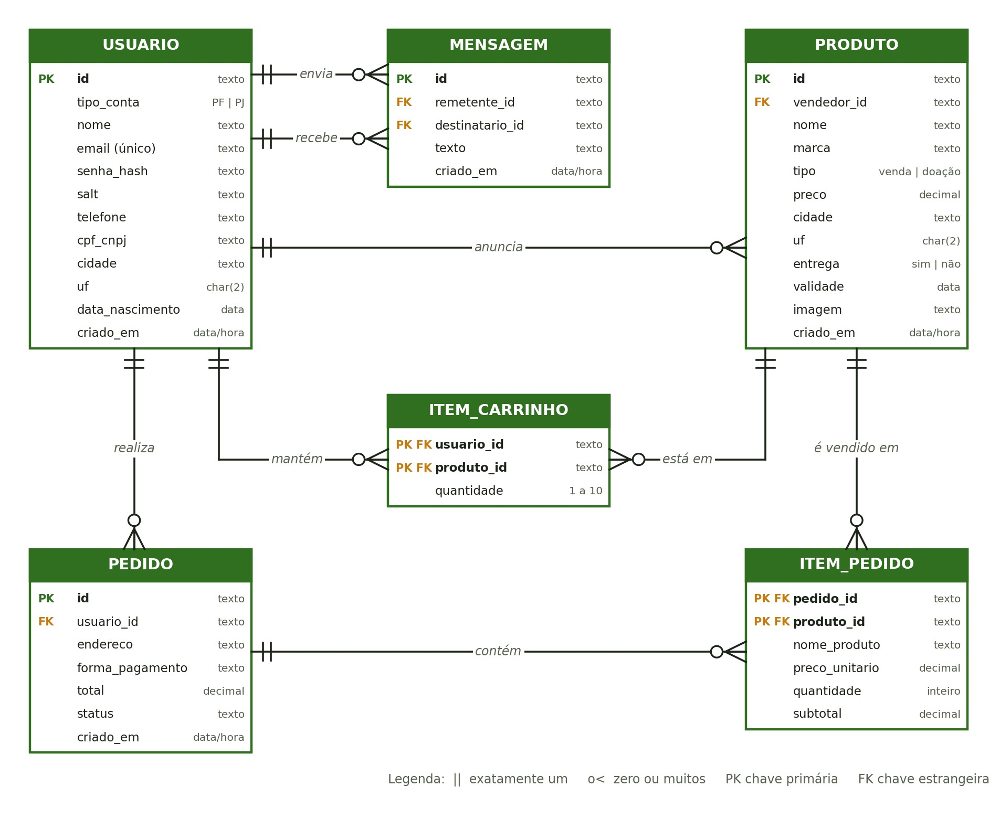 USUARIO
PK id texto
tipo_conta PF | PJ
nome texto
email (único) texto
senha_hash texto
salt texto
telefone texto
cpf_cnpj texto
cidade texto
uf char(2)
data_nascimento data
criado_em data/hora
envia
recebe
MENSAGEM
PK id texto
FK remetente_id texto
FK destinatario_id texto
texto texto
criado_em data/hora
anuncia
PRODUTO
PK id texto
FK vendedor_id texto
nome texto
marca texto
tipo venda | doação
preco decimal
cidade texto
uf char(2)
entrega sim | não
validade data
imagem texto
criado_em data/hora
realiza
mantém
ITEM_CARRINHO
PK FK usuario_id texto
PK FK produto_id texto
quantidade 1 a 10
está em
é vendido em
PEDIDO
PK id texto
FK usuario_id texto
endereco texto
forma_pagamento texto
total decimal
status texto
criado_em data/hora
contém
ITEM_PEDIDO
PK FK pedido_id texto
PK FK produto_id texto
nome_produto texto
preco_unitario decimal
quantidade inteiro
subtotal decimal
Legenda: || exatamente um o< zero ou muitos PK chave primária FK chave estrangeira